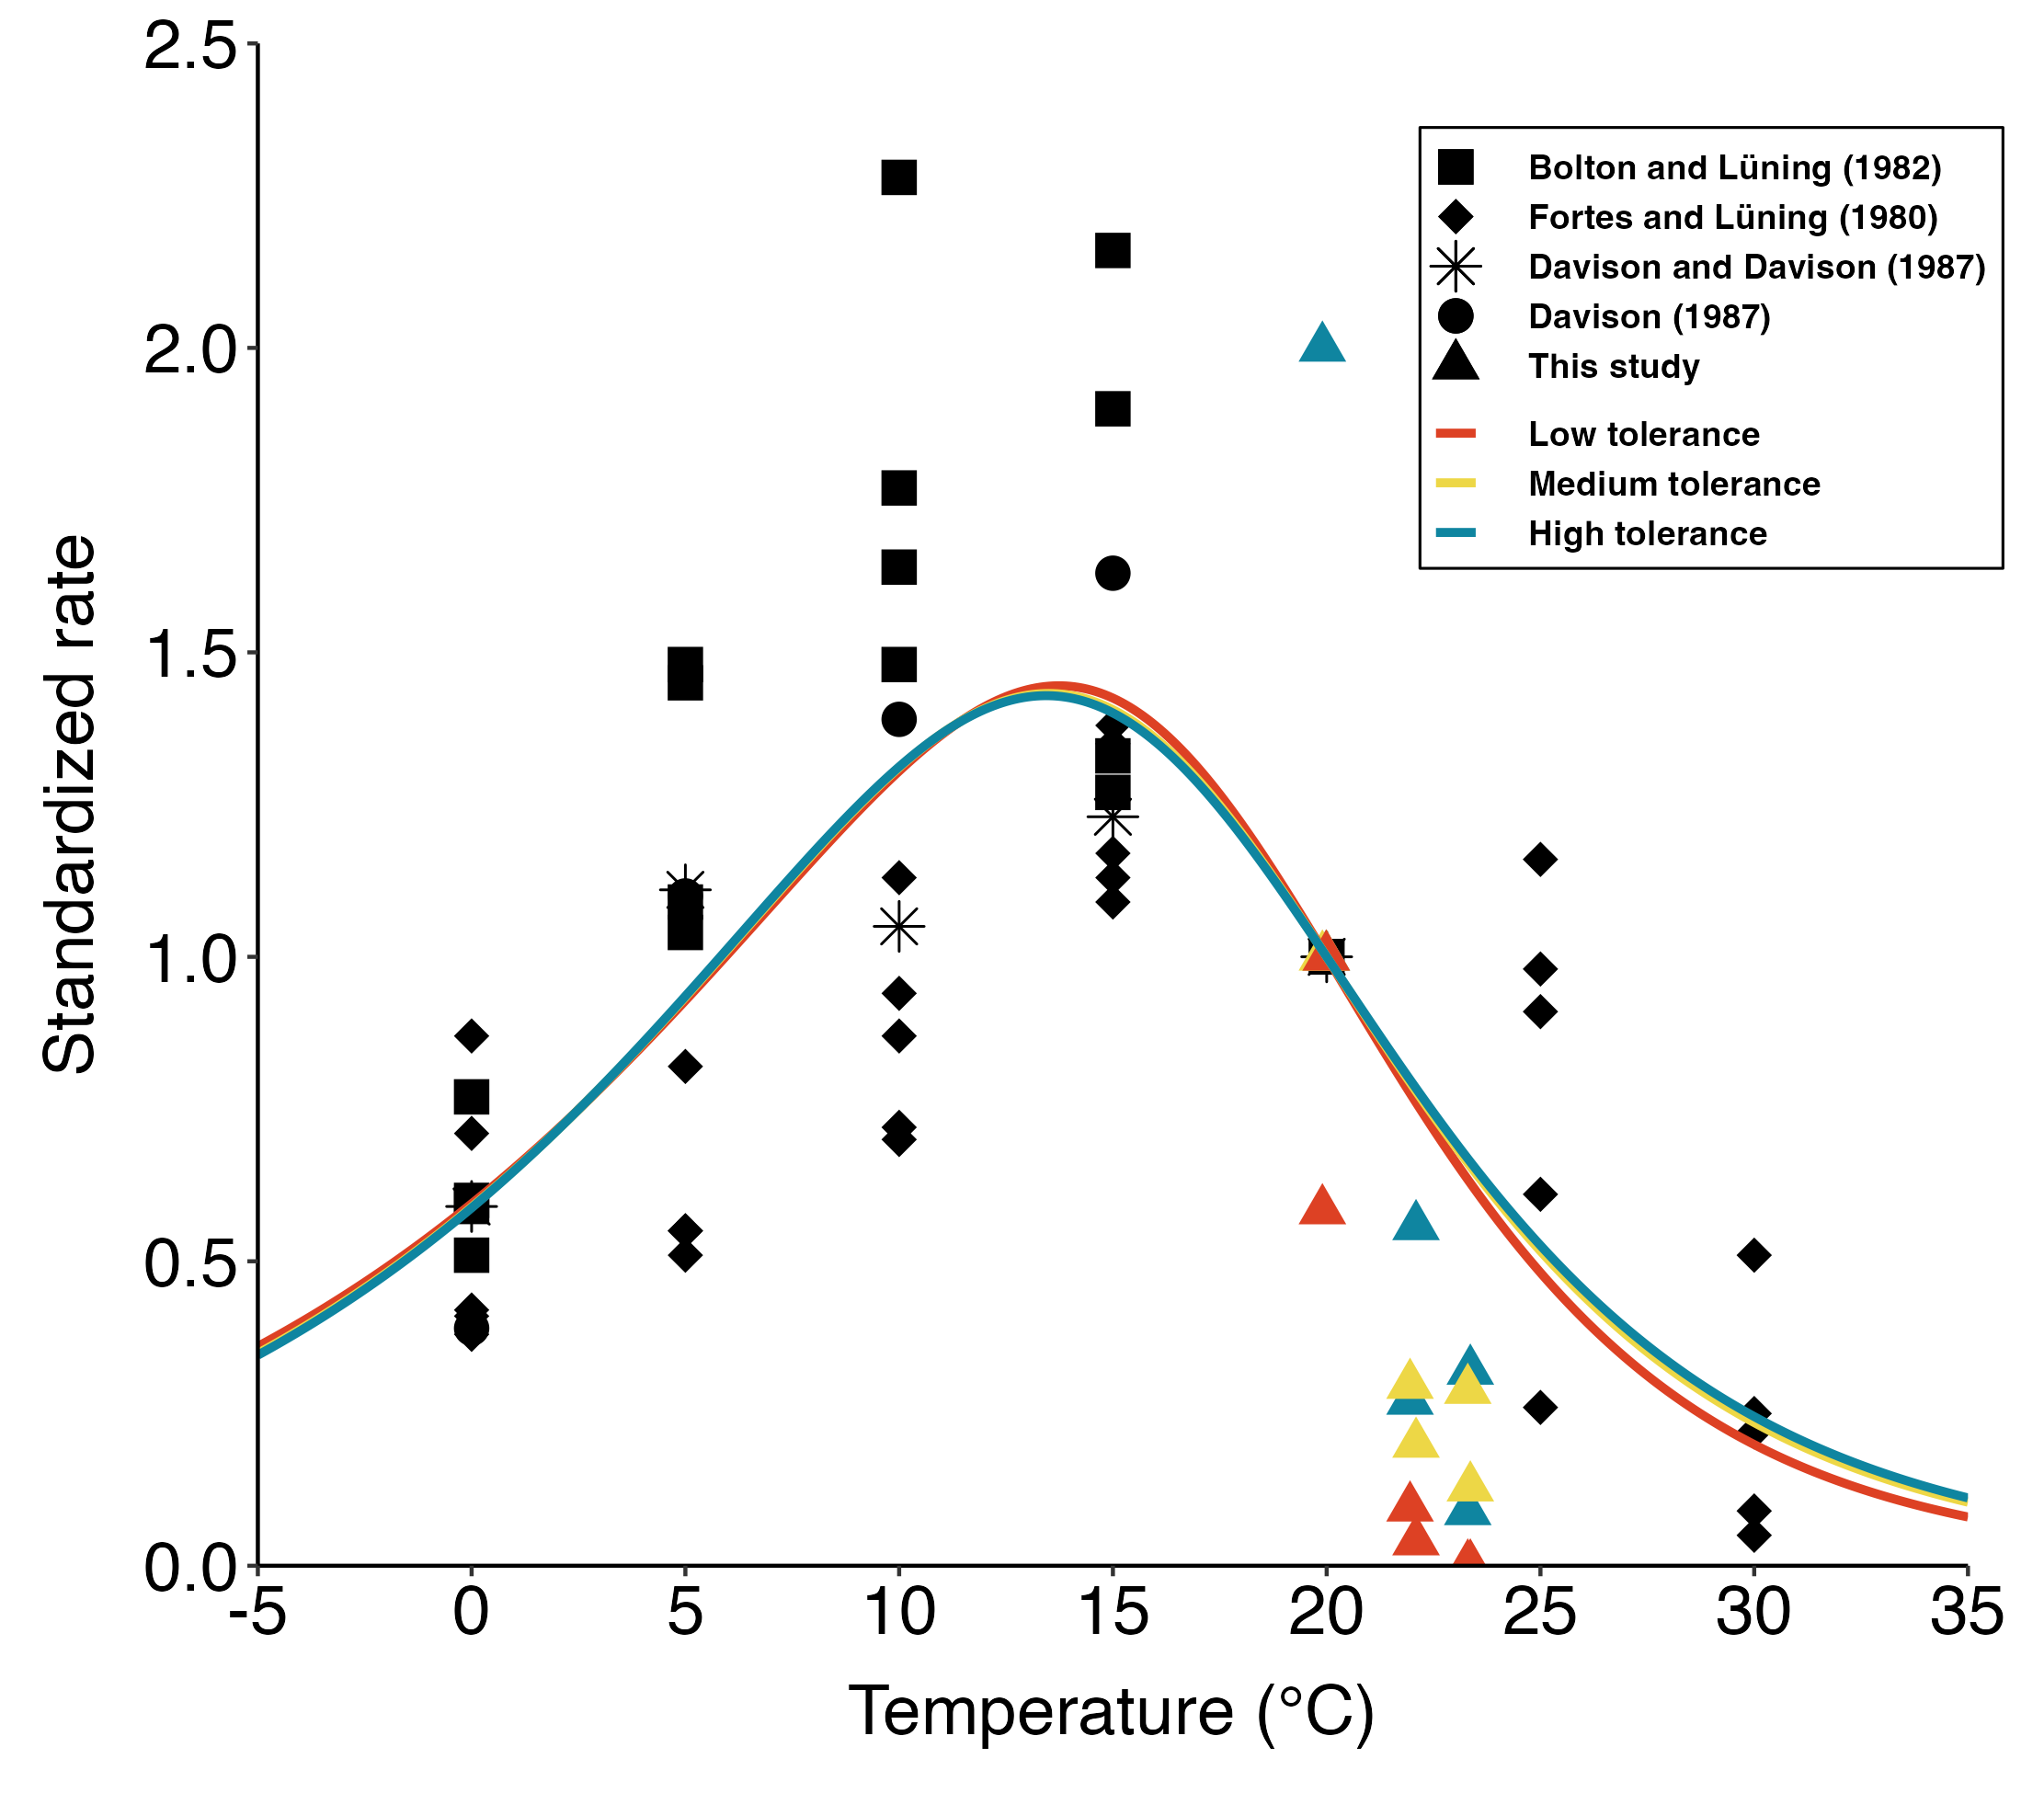 2.5
2.0
1.5
1.0
0.5
0.0
Standardized rate
-5 0 5 10 15 20 25 30 35
Temperature (°C)
Bolton and Lüning (1982)
Fortes and Lüning (1980)
Davison and Davison (1987)
Davison (1987)
This study
Low tolerance
Medium tolerance
High tolerance